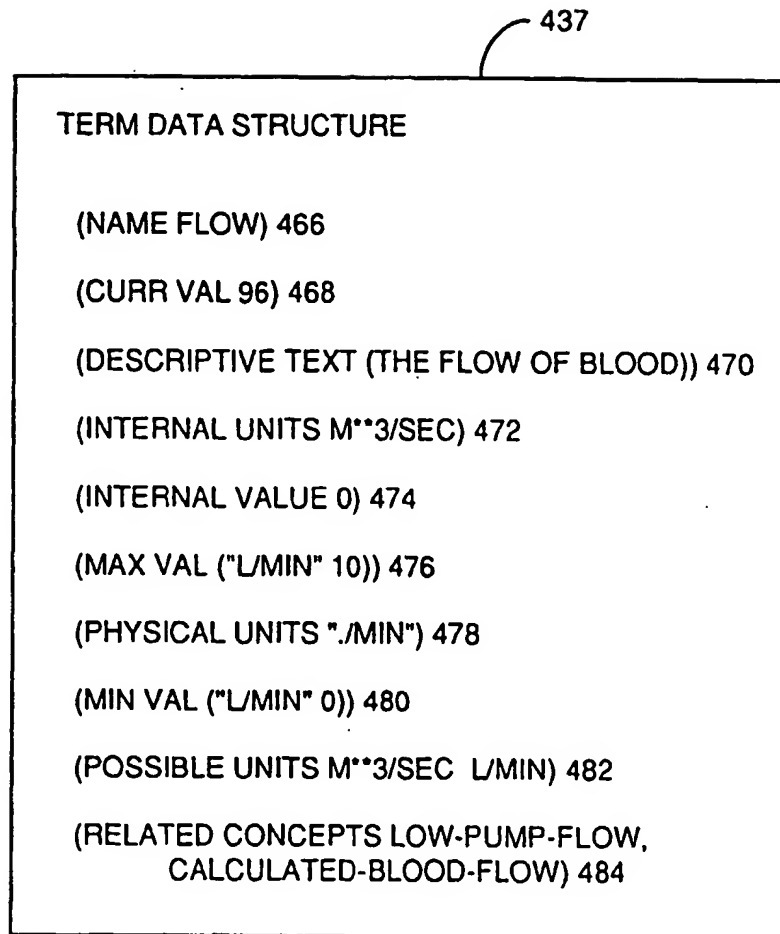 437
TERM DATA STRUCTURE
(NAME FLOW) 466
(CURR VAL 96) 468
(DESCRIPTIVE TEXT (THE FLOW OF BLOOD)) 470
(INTERNAL UNITS M**3/SEC) 472
(INTERNAL VALUE 0) 474
(MAX VAL ("L/MIN" 10)) 476
(PHYSICAL UNITS "./MIN") 478
(MIN VAL ("L/MIN" 0)) 480
(POSSIBLE UNITS M**3/SEC L/MIN) 482
(RELATED CONCEPTS LOW-PUMP-FLOW,
CALCULATED-BLOOD-FLOW) 484